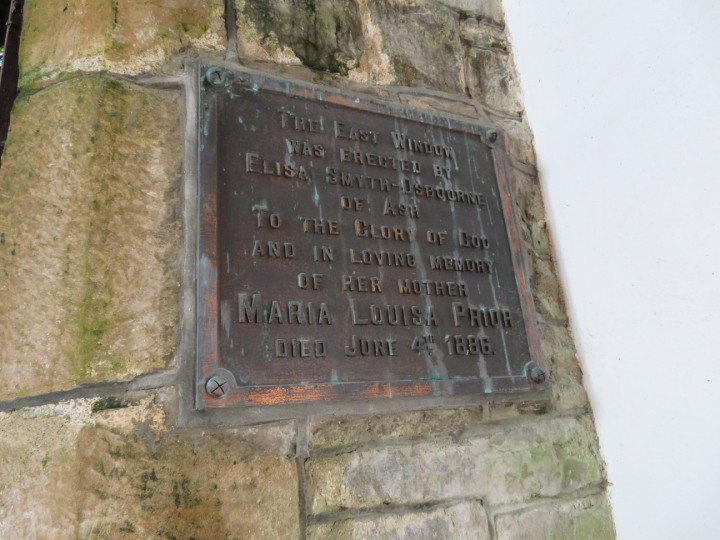 THE EAST WINDOW
WAS ERECTED BY
ELISA SMYTH-OSBOURNE
OF ASH
TO THE GLORY OF GOD
AND IN LOVING MEMORY
OF HER MOTHER
MARIA LOUISA PRIOR
DIED JUNE 4TH 1886.